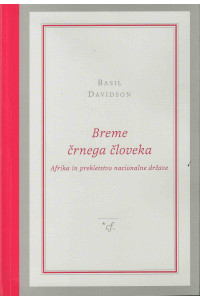 BASIL
DAVIDSON
Breme
črnega človeka
Afrika in prekletstvo nacionalne države
*cf.